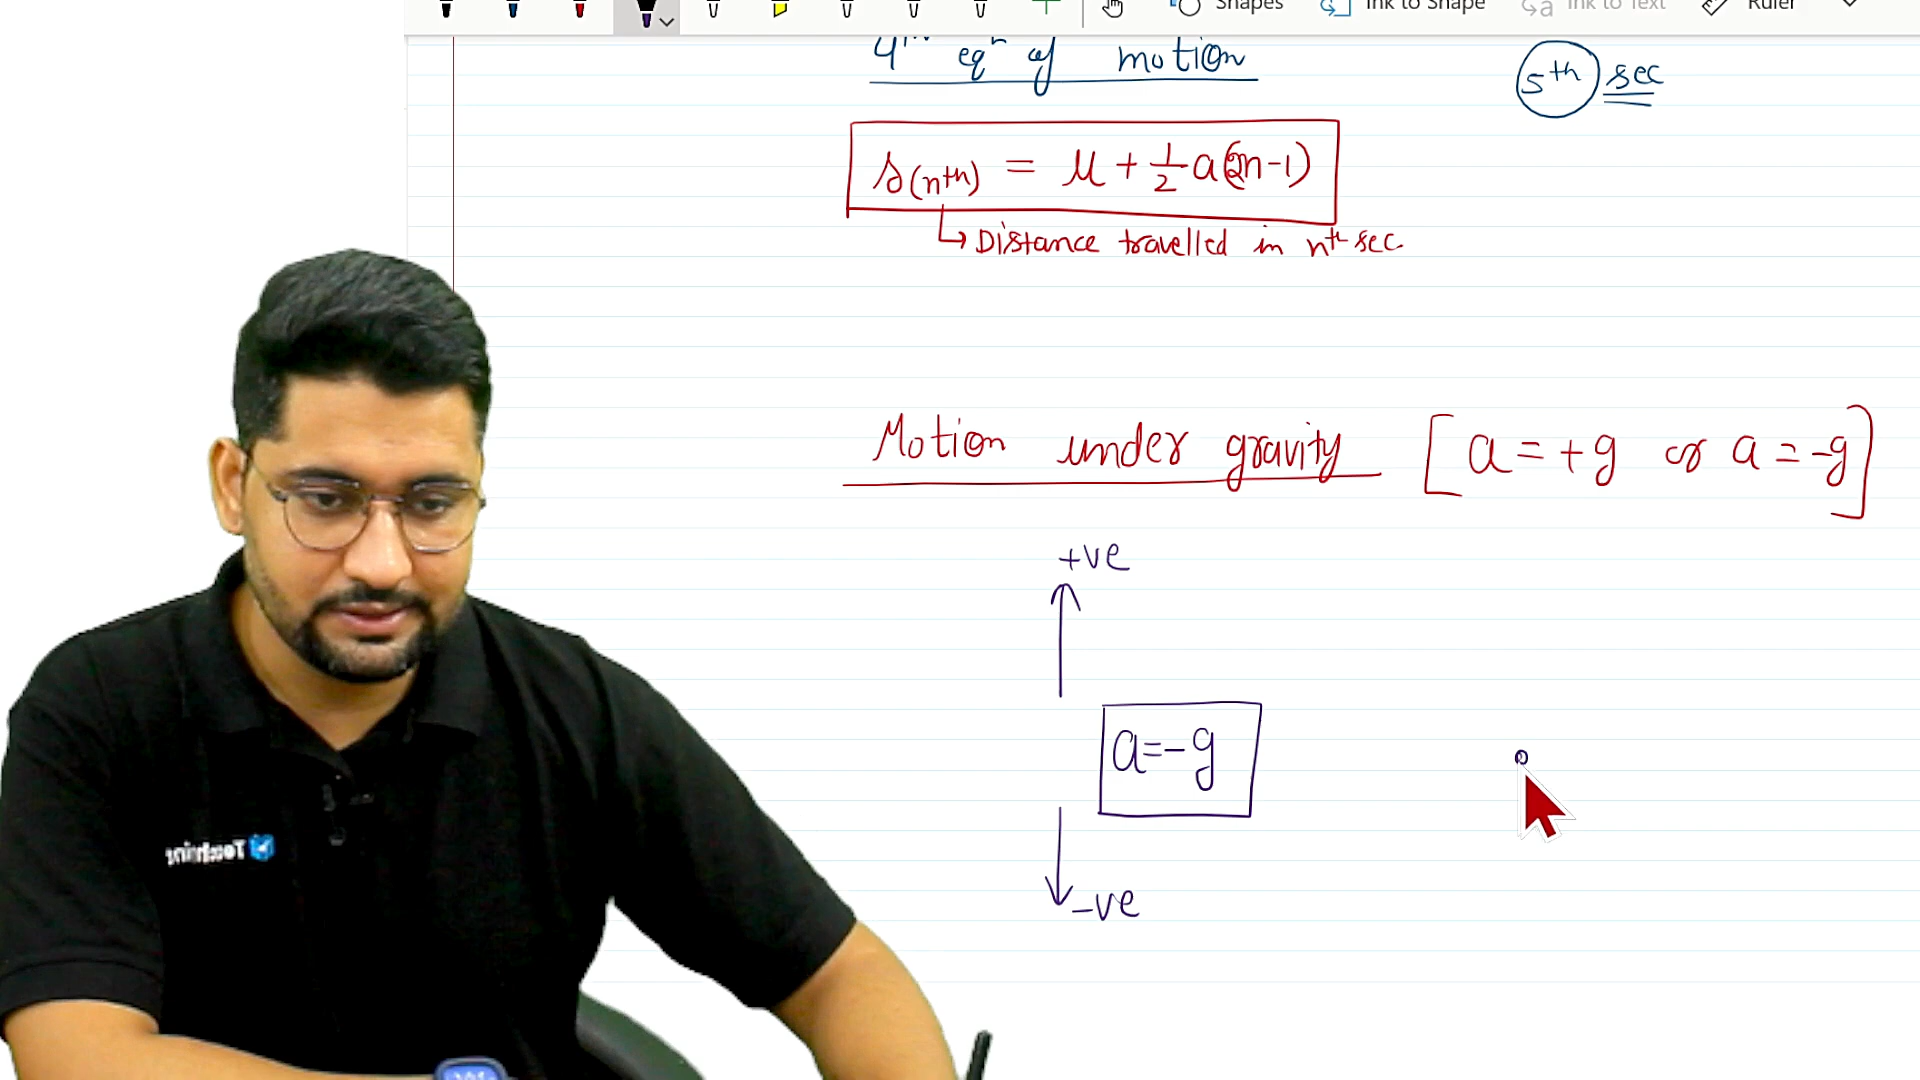 Shapes Ink to Shape Ink to Text Ruler
4th eqn of motion
5th sec
s(nth) = u + 1/2 a(2n-1)
↳ Distance travelled in nth sec.
Motion under gravity [a = +g or a = -g]
+ve
a=-g
-ve